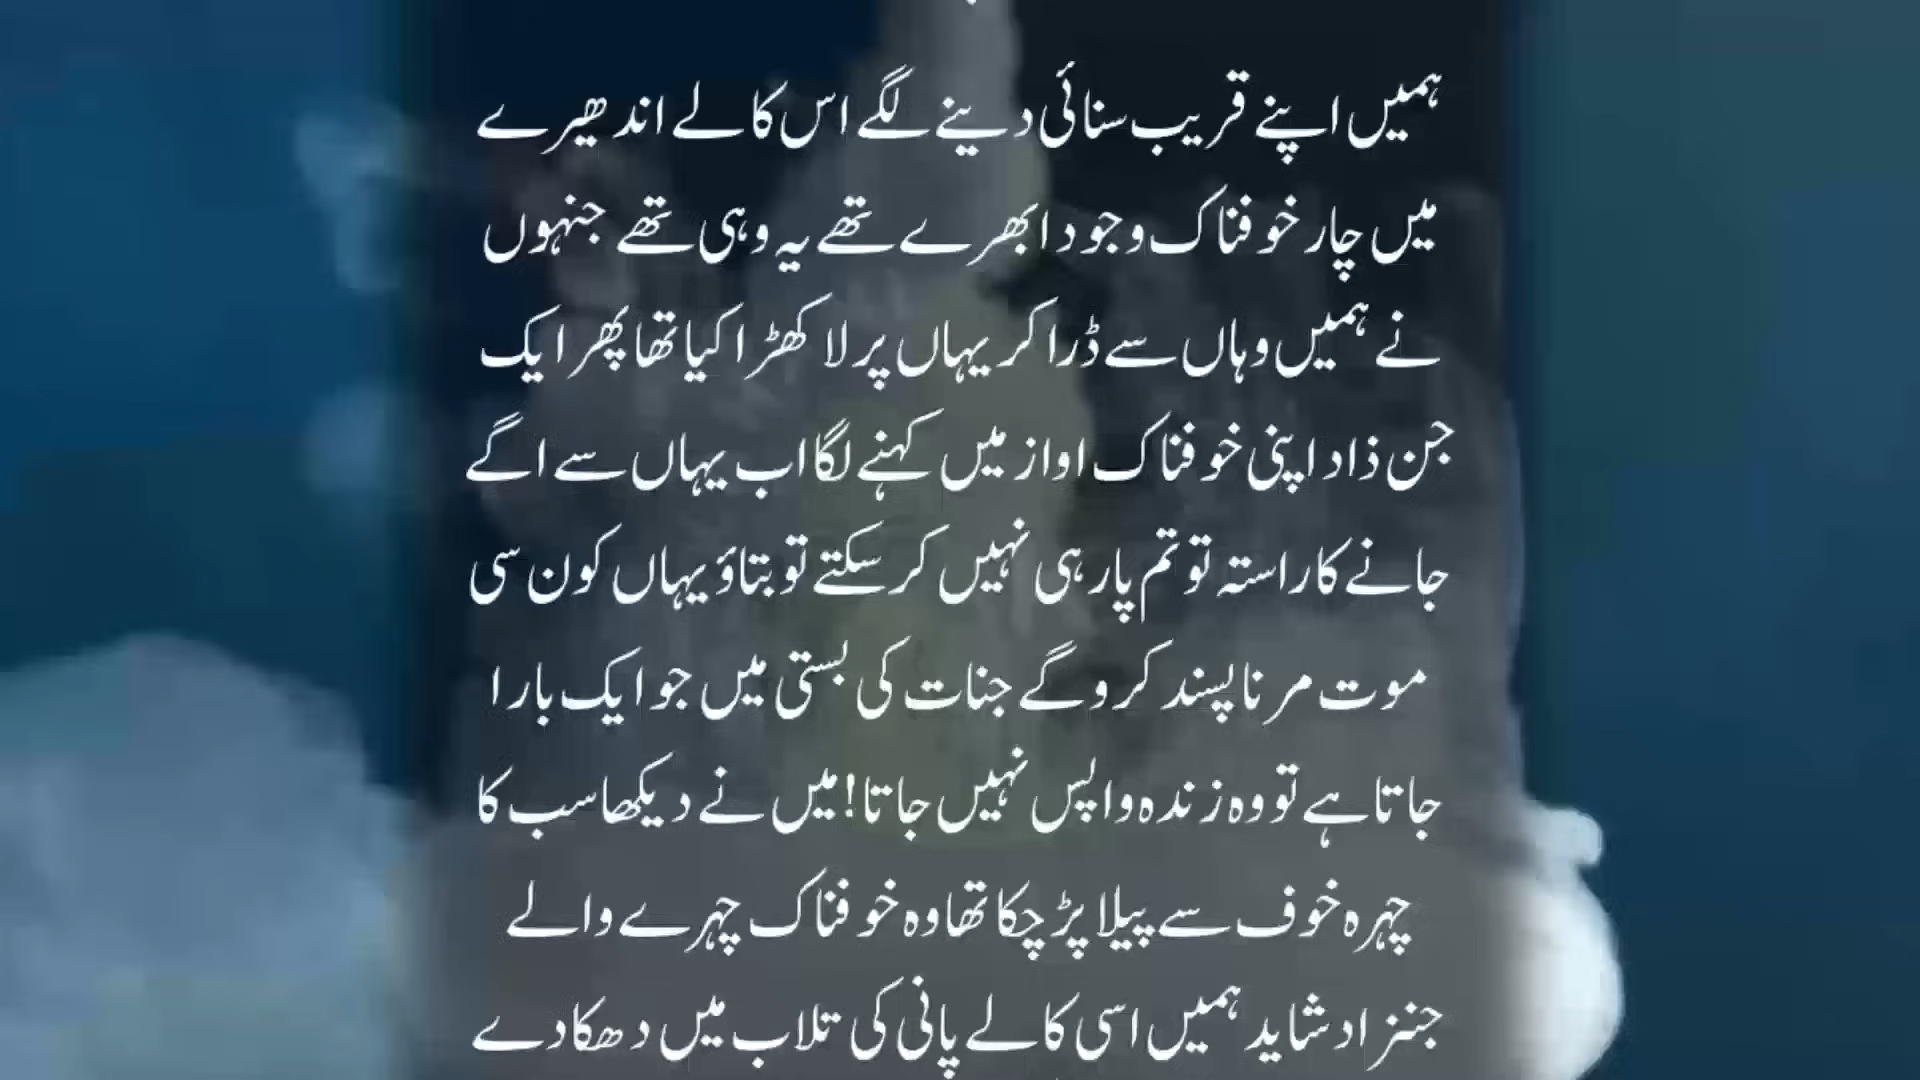 ہمیں اپنے قریب سنائی دینے لگے اس کالے اندھیرے
میں چار خوفناک وجود ابھرے تھے یہ وہی تھے جنہوں
نے ہمیں وہاں سے ڈرا کر یہاں پر لا کھڑا کیا تھا پھر ایک
جن ذاد اپنی خوفناک اواز میں کہنے لگا اب یہاں سے اگے
جانے کا راستہ تو تم پار ہی نہیں کر سکتے تو بتاؤ یہاں کون سی
موت مرنا پسند کرو گے جنات کی بستی میں جو ایک بار ا
جاتا ہے تو وہ زندہ واپس نہیں جاتا! میں نے دیکھا سب کا
چہرہ خوف سے پیلا پڑ چکا تھا وہ خوفناک چہرے والے
جنزاد شاید ہمیں اسی کالے پانی کی تلاب میں دھکا دے